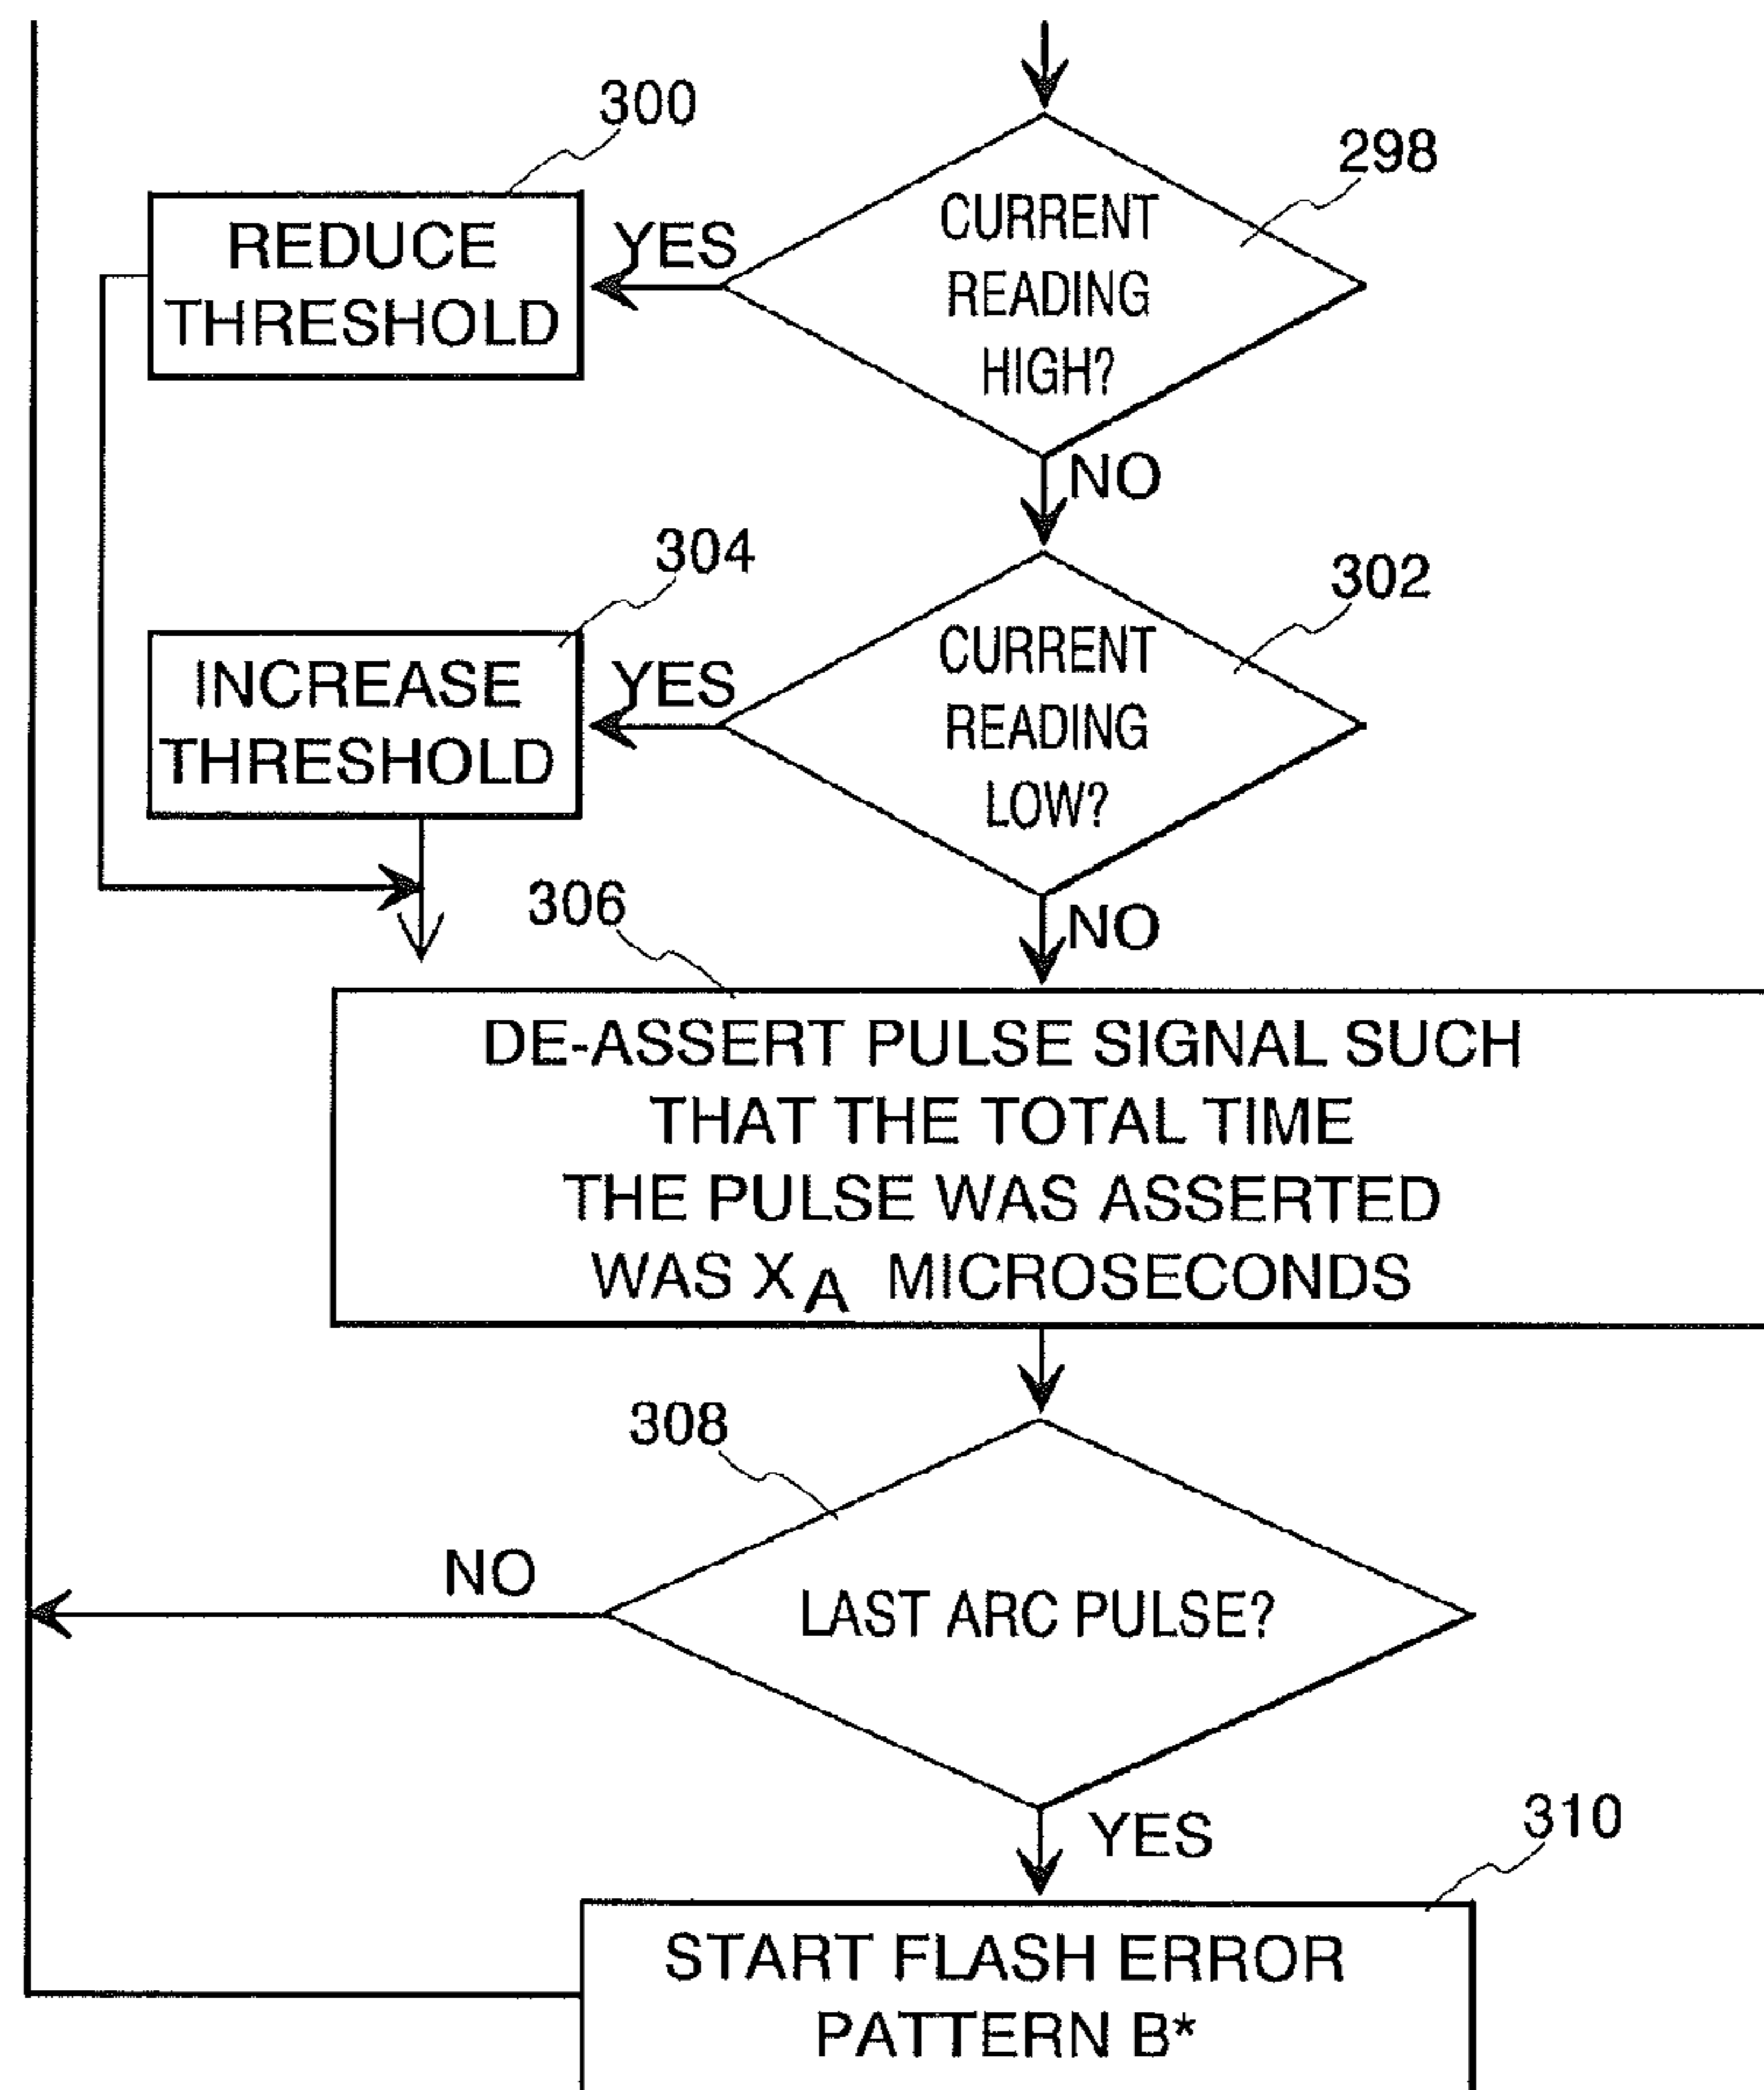 300
298
REDUCE
THRESHOLD
YES
CURRENT
READING
HIGH?
NO
304
302
INCREASE
THRESHOLD
YES
CURRENT
READING
LOW?
306
NO
DE-ASSERT PULSE SIGNAL SUCH
THAT THE TOTAL TIME
THE PULSE WAS ASSERTED
WAS XA MICROSECONDS
308
NO
LAST ARC PULSE?
YES
310
START FLASH ERROR
PATTERN B*